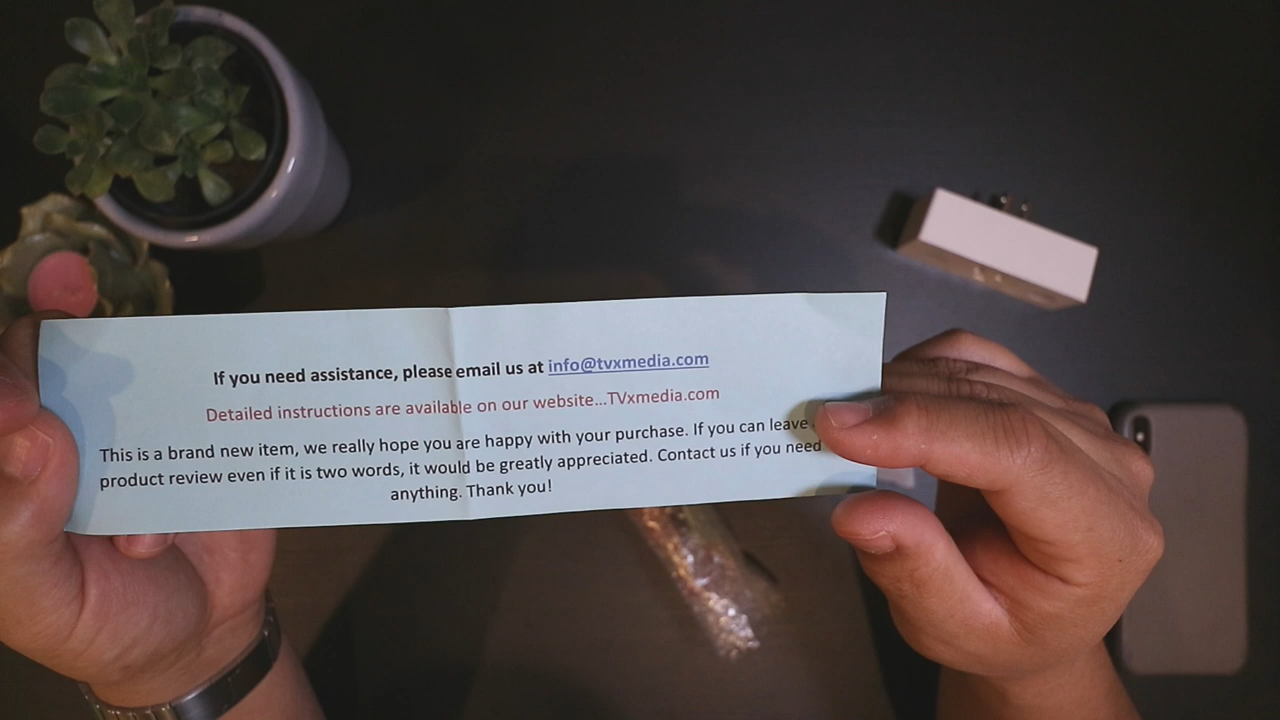 If you need assistance, please email us at info@tvxmedia.com
Detailed instructions are available on our website...TVxmedia.com
This is a brand new item, we really hope you are happy with your purchase. If you can leave
product review even if it is two words, it would be greatly appreciated. Contact us if you need
anything. Thank you!